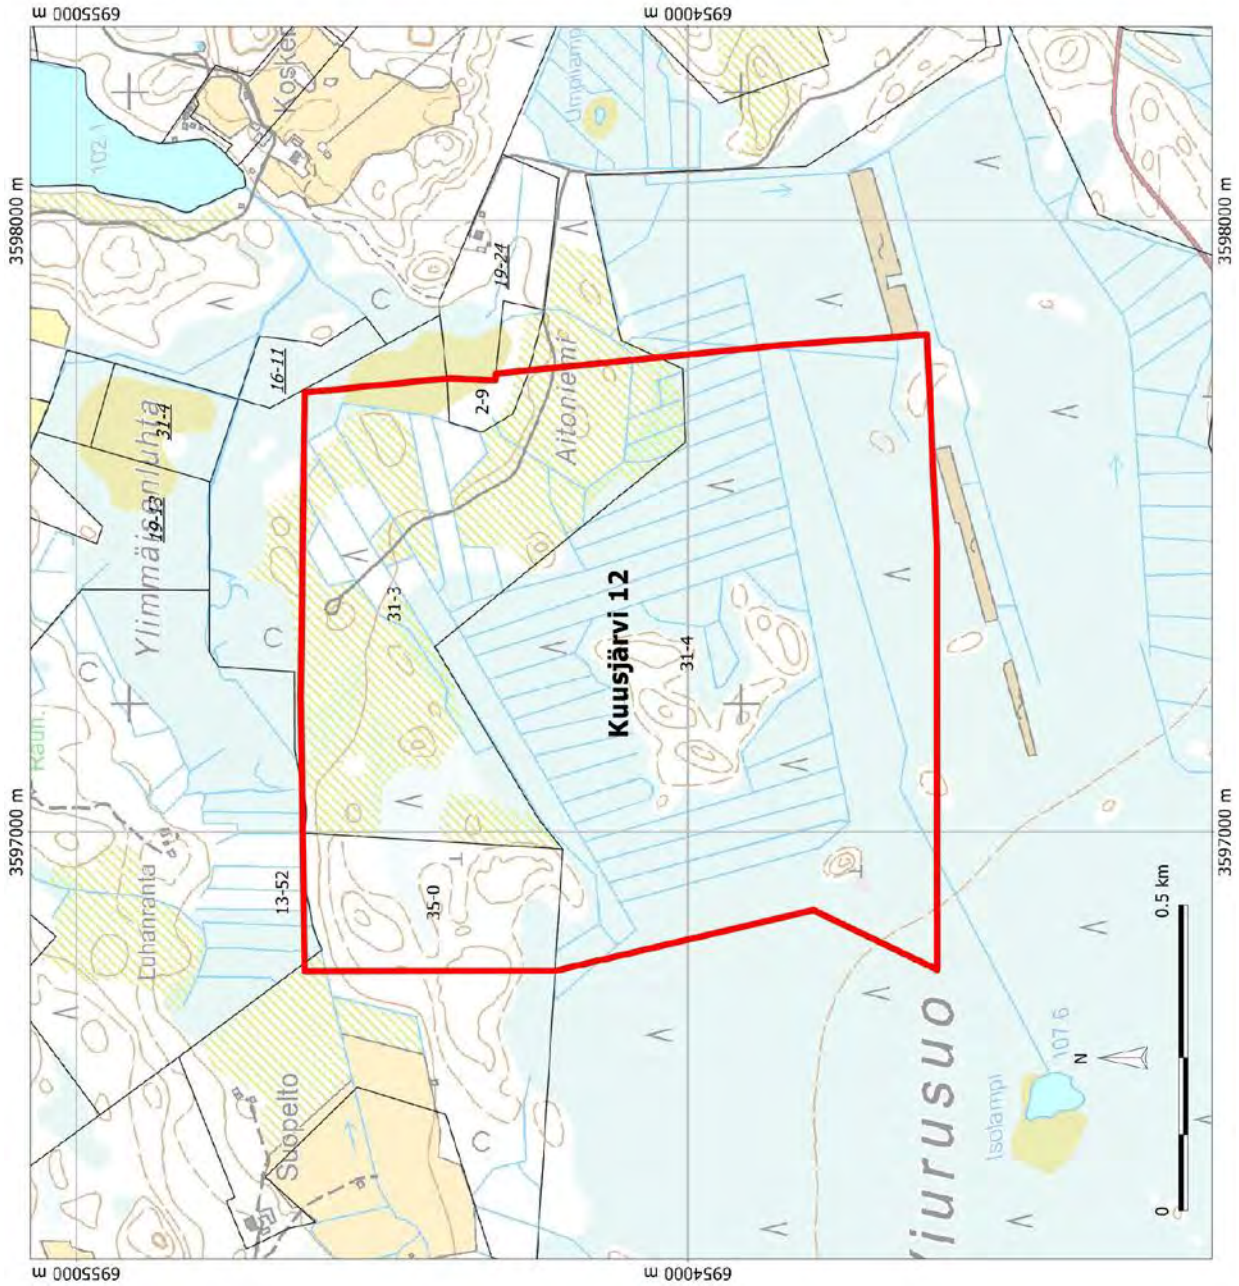 3597000 m
3598000 m
6955000 m
6955000 m
102.1
Raun.
Luhanranta
Ylimmäisenluhta
19-13
31-4
16-11
13-52
Suopelto
35-0
31-3
2-9
19-24
Aitoniemi
Kuusjärvi 12
31-4
6954000 m
6954000 m
Isolampi
107.6
N
0
0.5 km
3597000 m
3598000 m